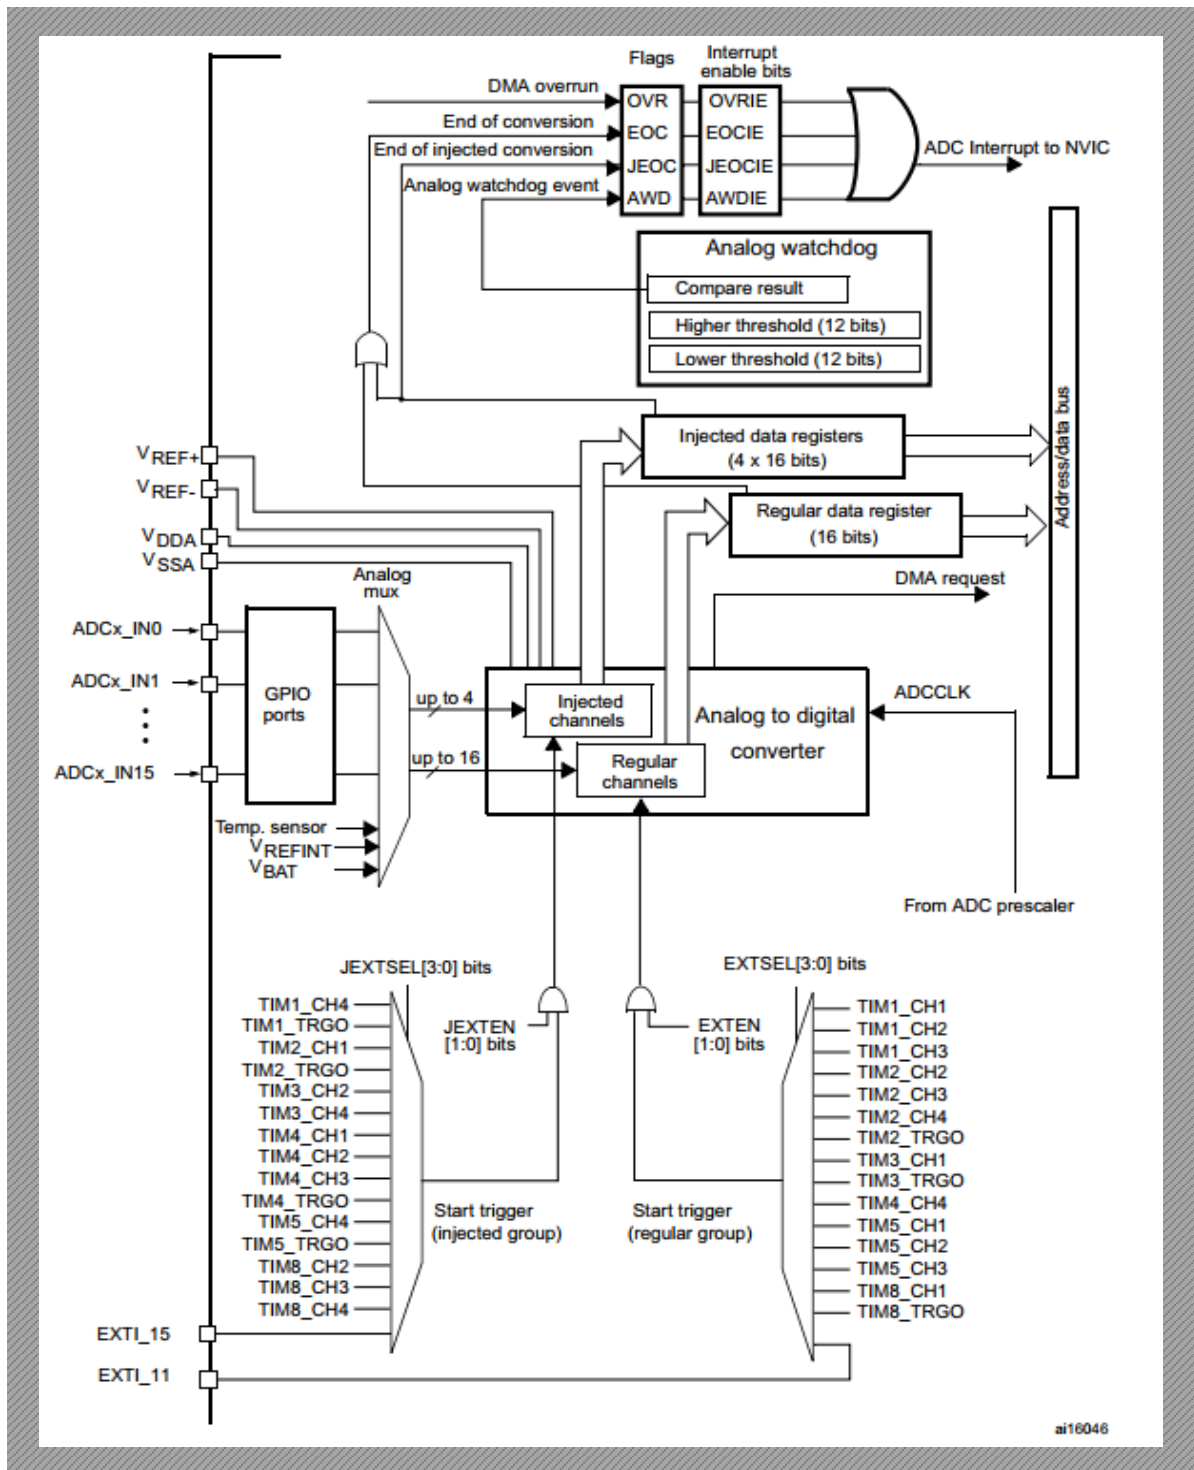 Flags
Interrupt
enable bits
DMA overrun
OVR
OVRIE
End of conversion
EOC
EOCIE
End of injected conversion
JEOC
JEOCIE
ADC Interrupt to NVIC
Analog watchdog event
AWD
AWDIE
Analog watchdog
Compare result
Higher threshold (12 bits)
Lower threshold (12 bits)
Address/data bus
Injected data registers
(4 x 16 bits)
Regular data register
(16 bits)
DMA request
VREF+
VREF-
VDDA
VSSA
Analog
mux
ADCx_IN0
ADCx_IN1
ADCx_IN15
GPIO
ports
up to 4
up to 16
Injected
channels
Regular
channels
Analog to digital
converter
ADCCLK
Temp. sensor
VREFINT
VBAT
From ADC prescaler
JEXTSEL[3:0] bits
EXTSEL[3:0] bits
JEXTEN
[1:0] bits
EXTEN
[1:0] bits
TIM1_CH4
TIM1_TRGO
TIM2_CH1
TIM2_TRGO
TIM3_CH2
TIM3_CH4
TIM4_CH1
TIM4_CH2
TIM4_CH3
TIM4_TRGO
TIM5_CH4
TIM5_TRGO
TIM8_CH2
TIM8_CH3
TIM8_CH4
Start trigger
(injected group)
Start trigger
(regular group)
TIM1_CH1
TIM1_CH2
TIM1_CH3
TIM2_CH2
TIM2_CH3
TIM2_CH4
TIM2_TRGO
TIM3_CH1
TIM3_TRGO
TIM4_CH4
TIM5_CH1
TIM5_CH2
TIM5_CH3
TIM8_CH1
TIM8_TRGO
EXTI_15
EXTI_11
ai16046